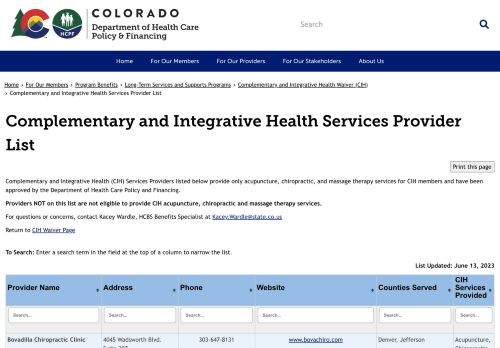 COLORADO
Department of Health Care
Policy & Financing
HCPF
Search
Home
For Our Members
For Our Providers
For Our Stakeholders
About Us
Home › For Our Members › Program Benefits › Long-Term Services and Supports Programs › Complementary and Integrative Health Waiver (CIH)
› Complementary and Integrative Health Services Provider List
Complementary and Integrative Health Services Provider
List
Print this page
Complementary and Integrative Health (CIH) Services Providers listed below provide only acupuncture, chiropractic, and massage therapy services for CIH members and have been
approved by the Department of Health Care Policy and Financing.
Providers NOT on this list are not eligible to provide CIH acupuncture, chiropractic and massage therapy services.
For questions or concerns, contact Kacey Wardle, HCBS Benefits Specialist at Kacey.Wardle@state.co.us
Return to CIH Waiver Page
To Search: Enter a search term in the field at the top of a column to narrow the list.
Last Updated: June 13, 2023
Provider Name
Address
Phone
Website
Counties Served
CIH
Services
Provided
Search...
Search...
Search...
Search...
Search...
Search...
Bovadilla Chiropractic Clinic
4045 Wadsworth Blvd.
303-647-8131
www.bovachiro.com
Denver, Jefferson
Acupuncture,